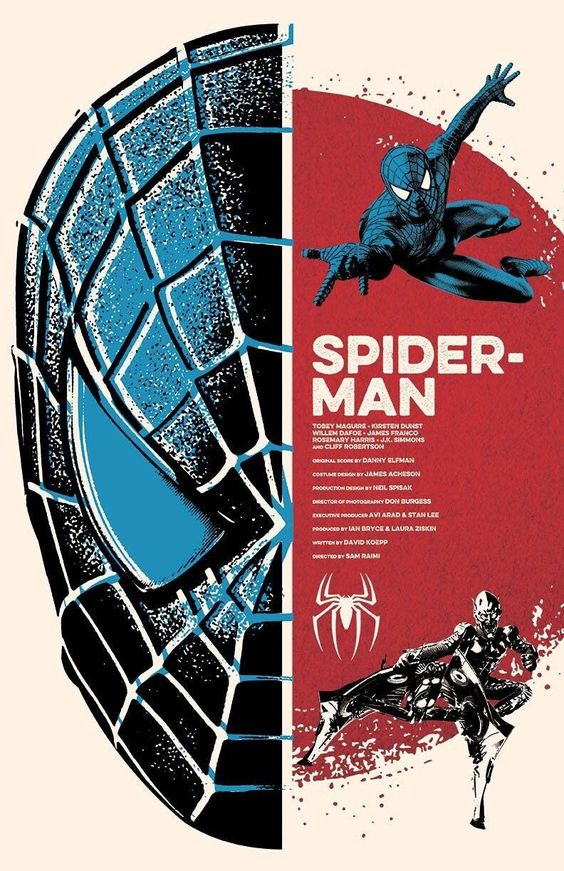 SPIDER-
MAN
TOBEY MAGUIRE - KIRSTEN DUNST
WILLEM DAFOE - JAMES FRANCO
ROSEMARY HARRIS - J.K. SIMMONS
AND CLIFF ROBERTSON
ORIGINAL SCORE BY DANNY ELFMAN
COSTUME DESIGN BY JAMES ACHESON
PRODUCTION DESIGN BY NEIL SPISAK
DIRECTOR OF PHOTOGRAPHY DON BURGESS
EXECUTIVE PRODUCER AVI ARAD & STAN LEE
PRODUCED BY IAN BRYCE & LAURA ZISKIN
WRITTEN BY DAVID KOEPP
DIRECTED BY SAM RAIMI